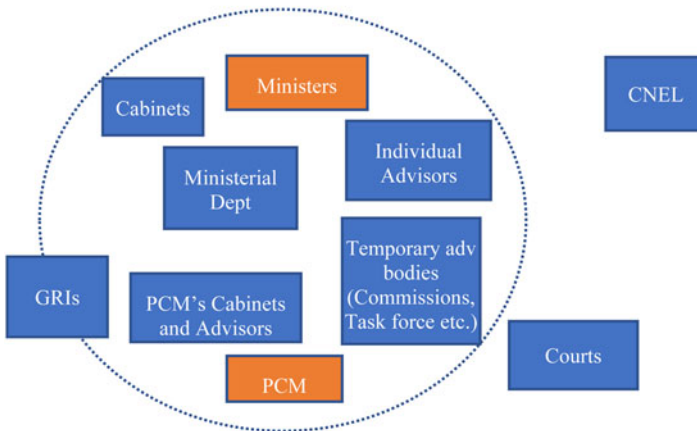 Ministers
CNEL
Cabinets
Individual
Advisors
Ministerial
Dept
Temporary adv
bodies
(Commissions,
Task force etc.)
GRIs
PCM's Cabinets
and Advisors
Courts
PCM